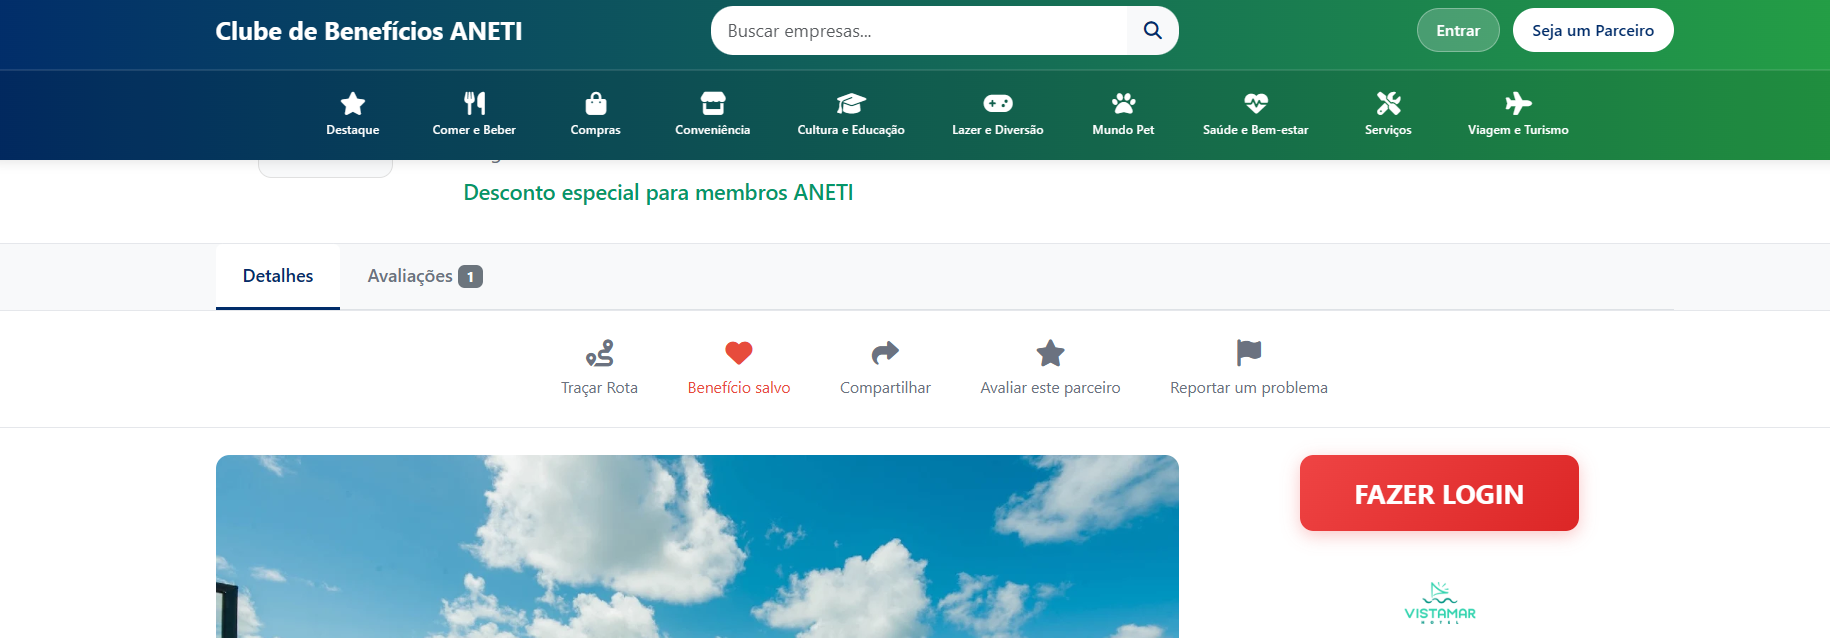 Clube de Benefícios ANETI
Buscar empresas...
Entrar
Seja um Parceiro
Destaque
Comer e Beber
Compras
Conveniência
Cultura e Educação
Lazer e Diversão
Mundo Pet
Saúde e Bem-estar
Serviços
Viagem e Turismo
Desconto especial para membros ANETI
Detalhes
Avaliações 1
Traçar Rota
Benefício salvo
Compartilhar
Avaliar este parceiro
Reportar um problema
FAZER LOGIN
VISTAMAR
HOTEL